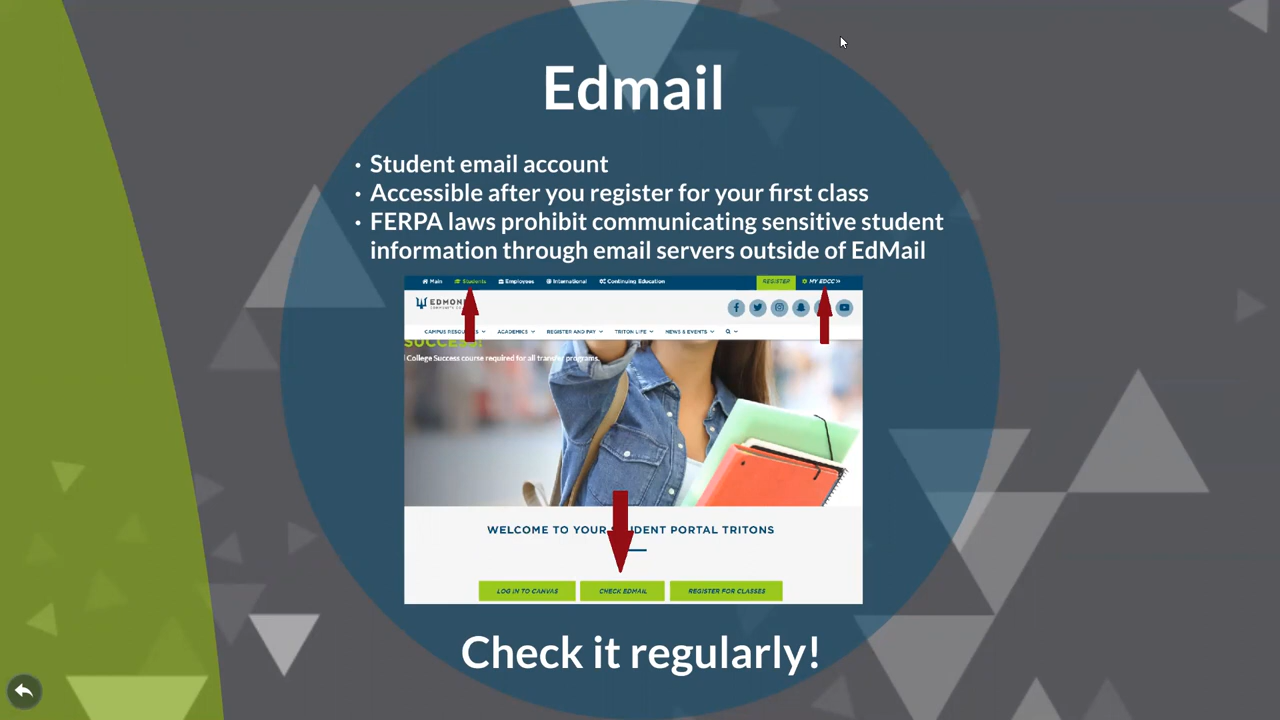 Edmail
• Student email account
• Accessible after you register for your first class
• FERPA laws prohibit communicating sensitive student
information through email servers outside of EdMail
Main Students Employees International Continuing Education REGISTER MY EDCC »
EDMON
CAMPUS RESOU ACADEMICS REGISTER AND PAY TRITON LIFE NEWS & EVENTS
SUCCESS!
College Success course required for all transfer programs.
WELCOME TO YOUR STUDENT PORTAL TRITONS
LOG IN TO CANVAS CHECK EDMAIL REGISTER FOR CLASSES
Check it regularly!